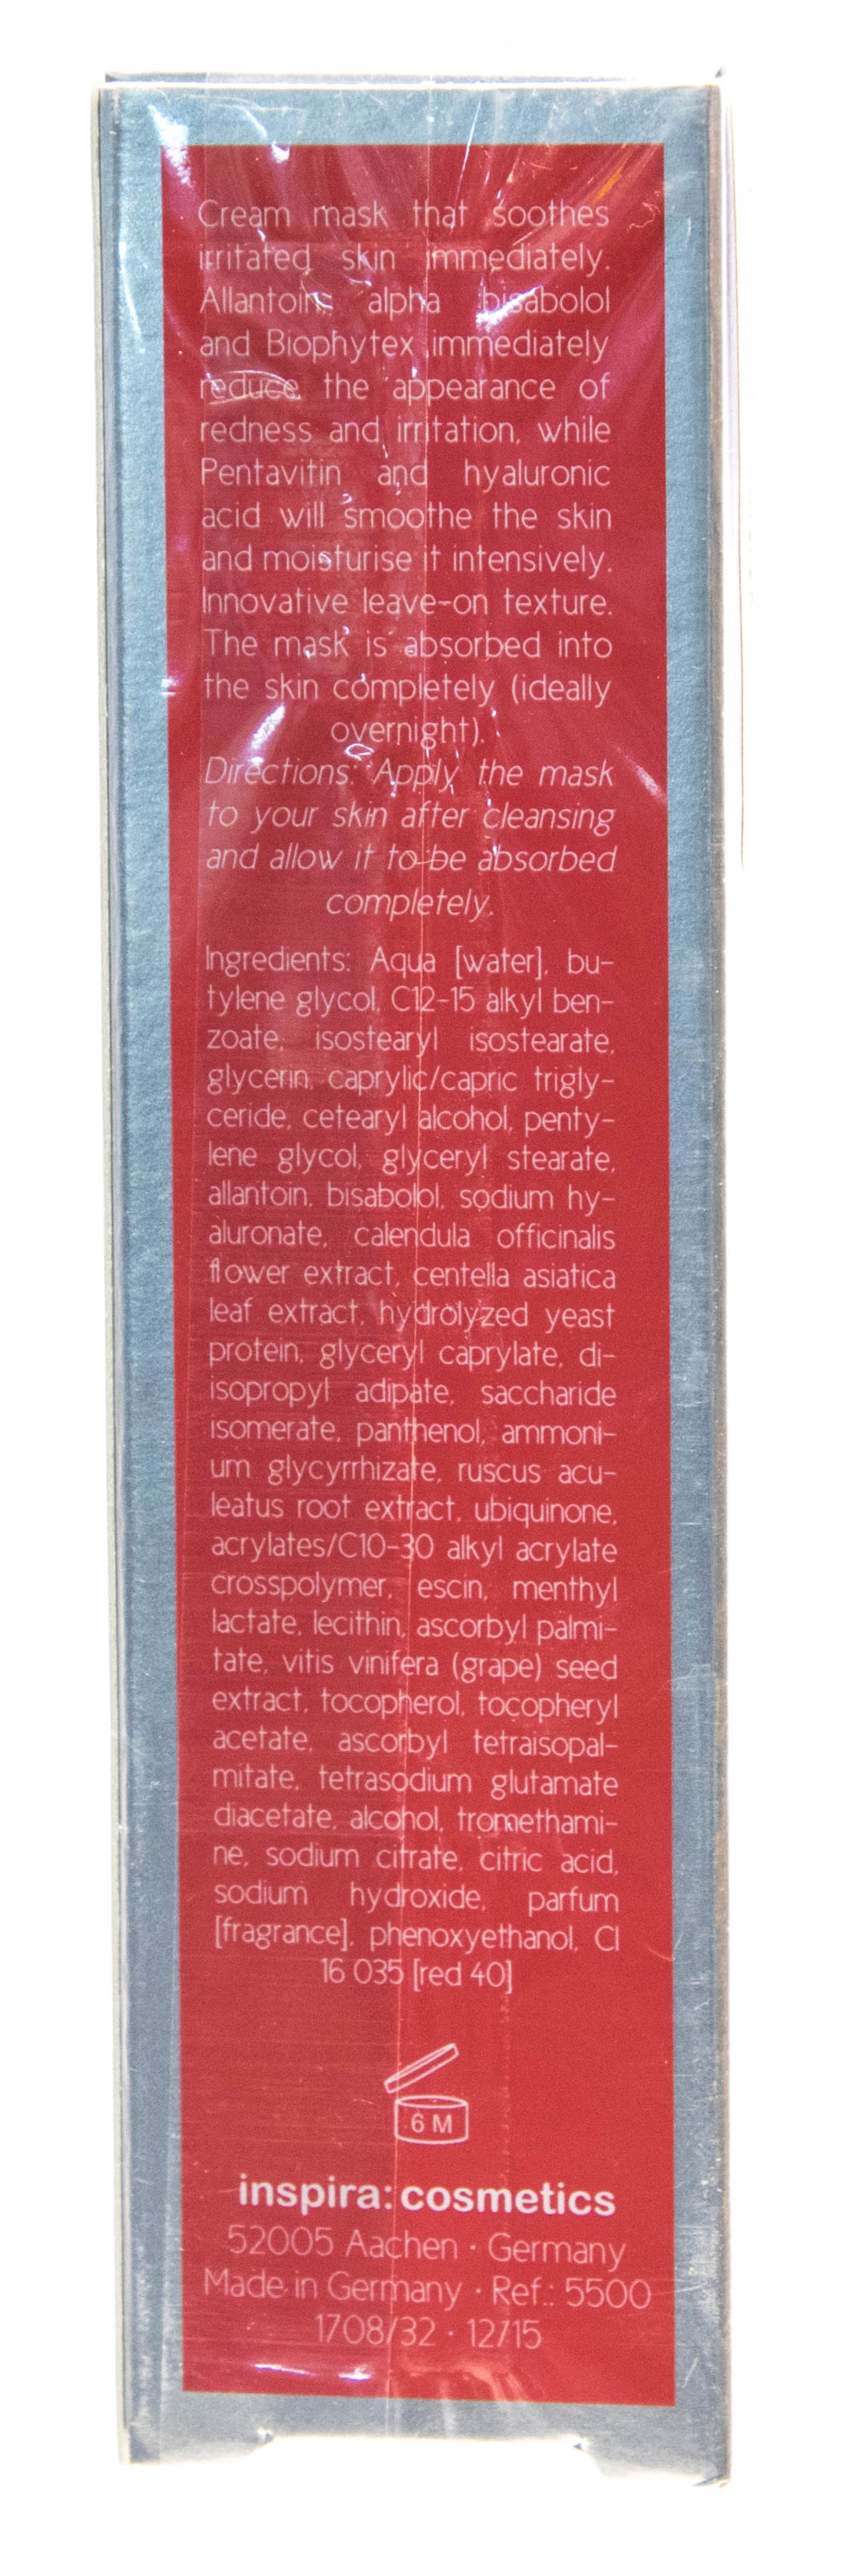 Cream mask that soothes
irritated skin immediately.
Allantoin, alpha bisabolol
and Biophytex immediately
reduce the appearance of
redness and irritation, while
Pentavitin and hyaluronic
acid will smoothe the skin
and moisturise it intensively.
Innovative leave-on texture.
The mask is absorbed into
the skin completely (ideally
overnight).
Directions: Apply the mask
to your skin after cleansing
and allow it to be absorbed
completely.
Ingredients: Aqua [water], bu-
tylene glycol, C12-15 alkyl ben-
zoate, isostearyl isostearate,
glycerin, caprylic/capric trigly-
ceride, cetearyl alcohol, penty-
lene glycol, glyceryl stearate,
allantoin, bisabolol, sodium hy-
aluronate, calendula officinalis
flower extract, centella asiatica
leaf extract, hydrolyzed yeast
protein, glyceryl caprylate, di-
isopropyl adipate, saccharide
isomerate, panthenol, ammoni-
um glycyrrhizate, ruscus acu-
leatus root extract, ubiquinone,
acrylates/C10-30 alkyl acrylate
crosspolymer, escin, menthyl
lactate, lecithin, ascorbyl palmi-
tate, vitis vinifera (grape) seed
extract, tocopherol, tocopheryl
acetate, ascorbyl tetraisopal-
mitate, tetrasodium glutamate
diacetate, alcohol, tromethami-
ne, sodium citrate, citric acid,
sodium hydroxide, parfum
[fragrance], phenoxyethanol, CI
16 035 [red 40]
6 M
inspira:cosmetics
52005 Aachen · Germany
Made in Germany · Ref.: 5500
1708/32 · 12/15